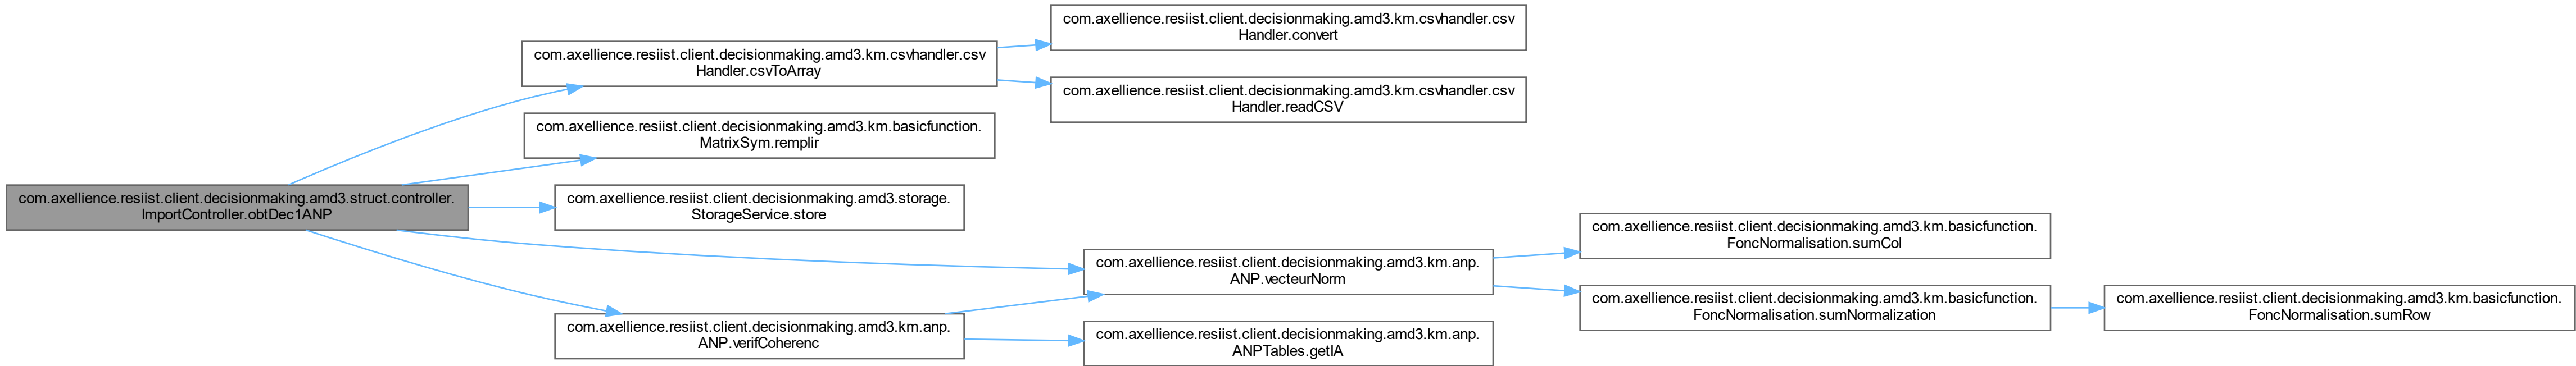 com.axellience.resiist.client.decisionmaking.amd3.struct.controller.
ImportController.obtDec1ANP
com.axellience.resiist.client.decisionmaking.amd3.km.csvhandler.csv
Handler.csvToArray
com.axellience.resiist.client.decisionmaking.amd3.km.csvhandler.csv
Handler.convert
com.axellience.resiist.client.decisionmaking.amd3.km.csvhandler.csv
Handler.readCSV
com.axellience.resiist.client.decisionmaking.amd3.km.basicfunction.
MatrixSym.remplir
com.axellience.resiist.client.decisionmaking.amd3.storage.
StorageService.store
com.axellience.resiist.client.decisionmaking.amd3.km.anp.
ANP.vecteurNorm
com.axellience.resiist.client.decisionmaking.amd3.km.basicfunction.
FoncNormalisation.sumCol
com.axellience.resiist.client.decisionmaking.amd3.km.basicfunction.
FoncNormalisation.sumNormalization
com.axellience.resiist.client.decisionmaking.amd3.km.basicfunction.
FoncNormalisation.sumRow
com.axellience.resiist.client.decisionmaking.amd3.km.anp.
ANP.verifCoherenc
com.axellience.resiist.client.decisionmaking.amd3.km.anp.
ANPTables.getIA